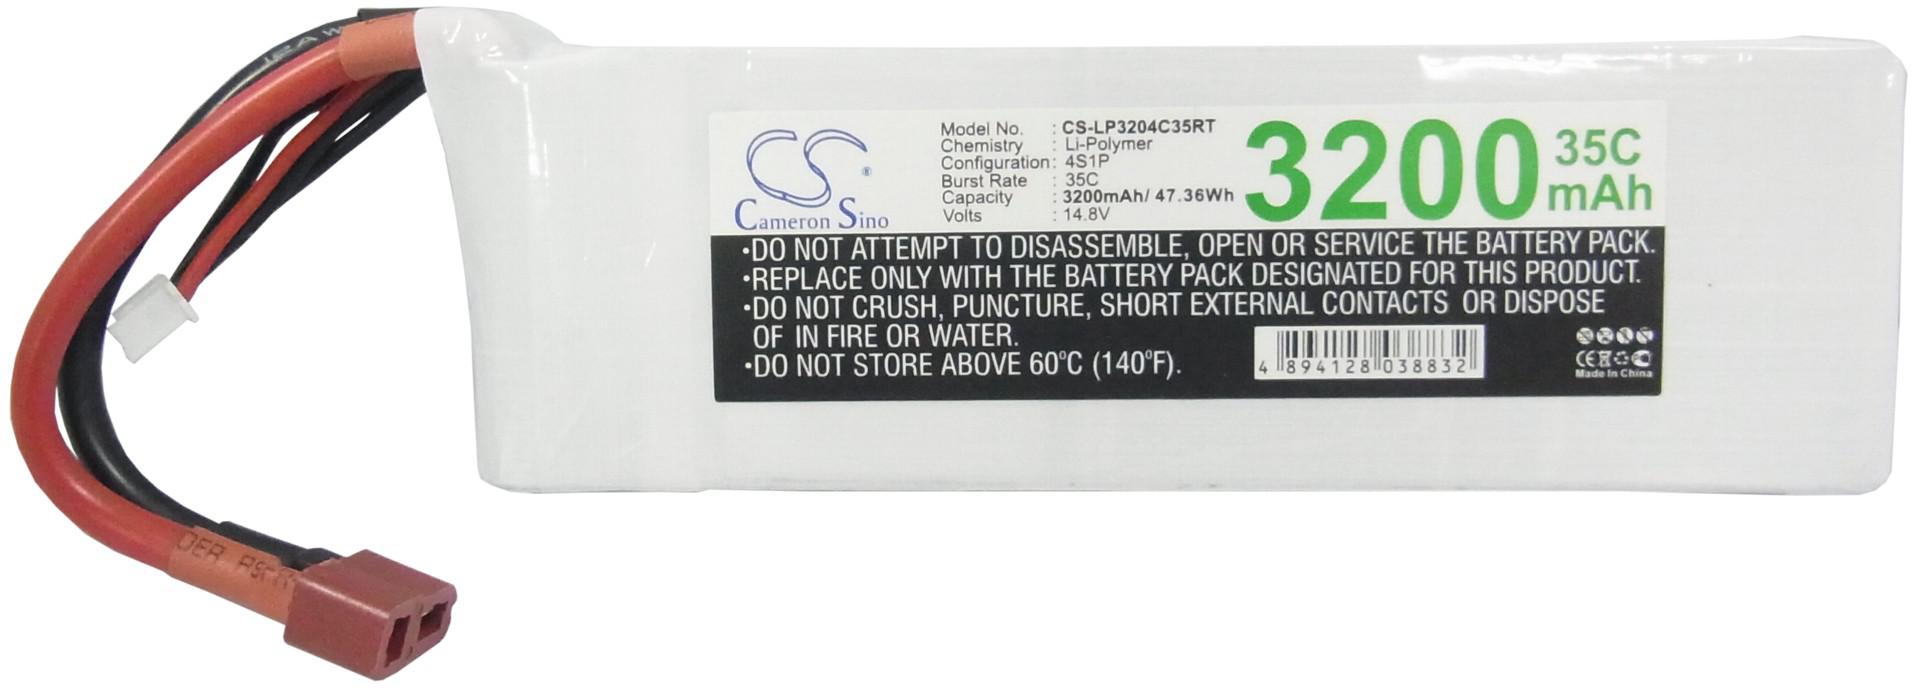 CS®
Cameron Sino
Model No. : CS-LP3204C35RT
Chemistry : Li-Polymer
Configuration : 4S1P
Burst Rate : 35C
Capacity : 3200mAh/ 47.36Wh
Volts : 14.8V
3200 35C mAh
·DO NOT ATTEMPT TO DISASSEMBLE, OPEN OR SERVICE THE BATTERY PACK.
·REPLACE ONLY WITH THE BATTERY PACK DESIGNATED FOR THIS PRODUCT.
·DO NOT CRUSH, PUNCTURE, SHORT EXTERNAL CONTACTS OR DISPOSE
OF IN FIRE OR WATER.
·DO NOT STORE ABOVE 60°C (140°F).
4 894128 038832
CE
Made In China